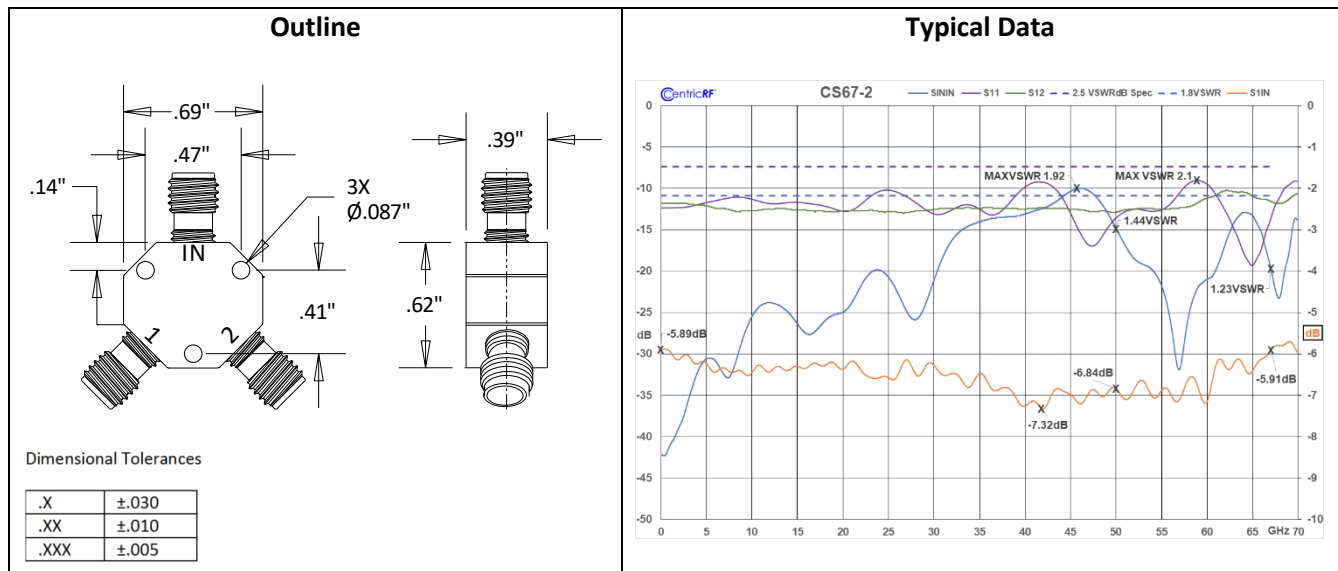 Outline
.69"
.47"
.14"
3X
Ø.087"
IN
.41"
1
2
.39"
.62"
Dimensional Tolerances
.X ±.030
.XX ±.010
.XXX ±.005
Typical Data
CentricRF™ CS67-2 SININ S11 S12 2.5 VSWRdB Spec 1.8VSWR S1IN
0 0
-5 -1
MAXVSWR 1.92 MAX VSWR 2.1
-10 -2
1.44VSWR
-15 -3
-20 -4
1.23VSWR
-25 -5
dB -5.89dB dB
-30 -6
-6.84dB -5.91dB
-35 -7
-7.32dB
-40 -8
-45 -9
-50 -10
0 5 10 15 20 25 30 35 40 45 50 55 60 65 GHz 70